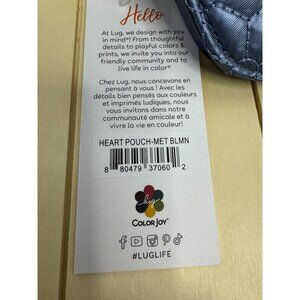 Hello
At Lug, we design with you
in mind®! From thoughtful
details to playful colors &
prints, we invite you into our
friendly community and to
live life in color®
Chez Lug, nous concevons en
pensant à vous ! Avec les
détails bien pensés aux couleurs
et imprimés ludiques, nous
vous invitons dans notre
communauté amicale et à
vivre la vie en couleur!
HEART POUCH-MET BLMN
8 80479 37060 2
lug
COLOR JOY®
#LUGLIFE